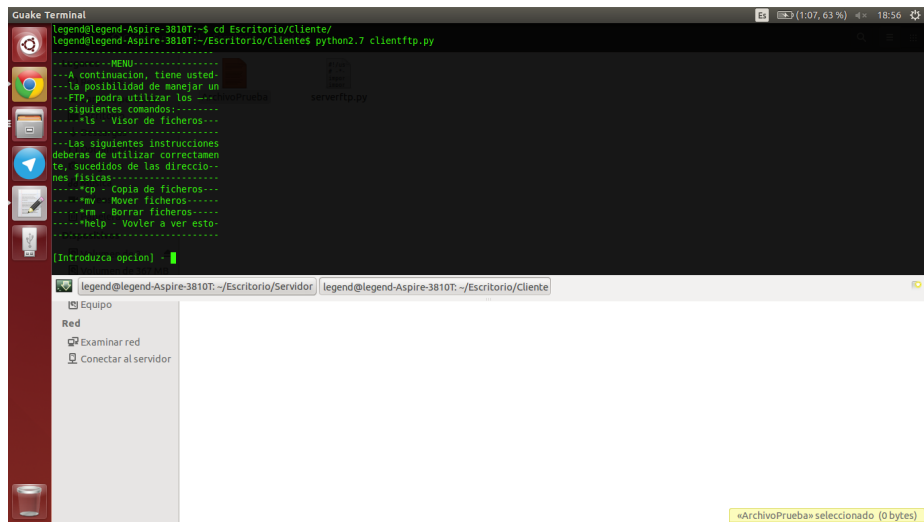 Guake Terminal
Es (1:07, 63 %) 18:56
legend@legend-Aspire-3810T:~$ cd Escritorio/Cliente/
legend@legend-Aspire-3810T:~/Escritorio/Cliente$ python2.7 clientftp.py
-------------------------------
-----------MENU----------------
---A continuacion, tiene usted-
---la posibilidad de manejar un
---FTP, podra utilizar los –---
---siguientes comandos:--------
-----*ls - Visor de ficheros---
-------------------------------
---Las siguientes instrucciones
deberas de utilizar correctamen
te, sucedidos de las direccio--
nes fisicas--------------------
-----*cp - Copia de ficheros---
-----*mv - Mover ficheros------
-----*rm - Borrar ficheros-----
-----*help - Vovler a ver esto-
-------------------------------
[Introduzca opcion] -
serverftp.py
legend@legend-Aspire-3810T: ~/Escritorio/Servidor
legend@legend-Aspire-3810T: ~/Escritorio/Cliente
Equipo
Red
Examinar red
Conectar al servidor
«ArchivoPrueba» seleccionado (0 bytes)